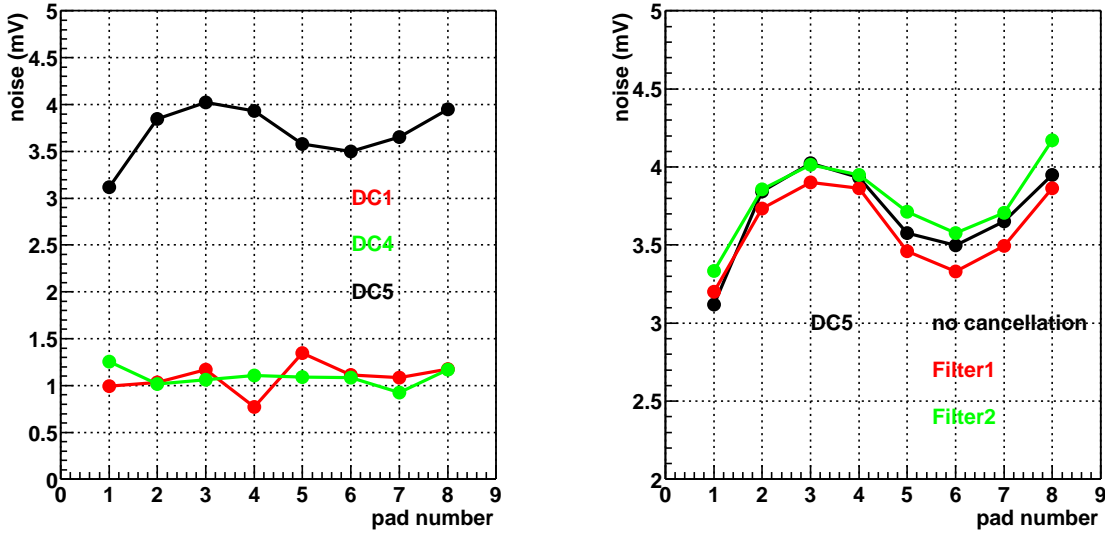 noise (mV)
5
4.5
4
3.5
3
2.5
2
1.5
1
0.5
0
DC1
DC4
DC5
0 1 2 3 4 5 6 7 8 9
pad number
noise (mV)
5
4.5
4
3.5
3
2.5
2
DC5 no cancellation
Filter1
Filter2
0 1 2 3 4 5 6 7 8 9
pad number